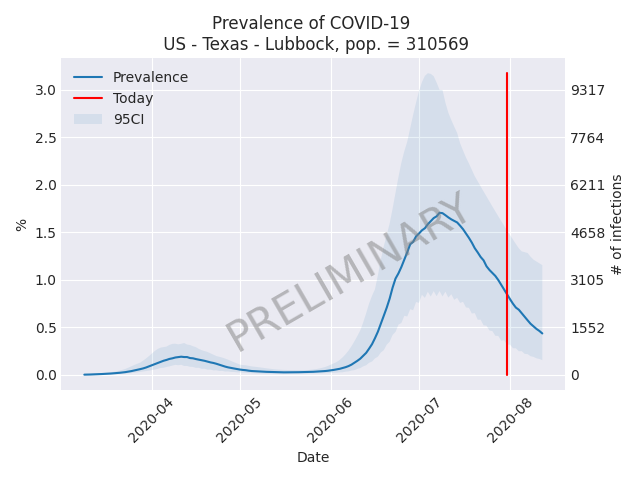 Prevalence of COVID-19
US - Texas - Lubbock, pop. = 310569
Prevalence
Today
95CI
PRELIMINARY
%
3.0
2.5
2.0
1.5
1.0
0.5
0.0
9317
7764
6211
4658
3105
1552
0
# of infections
2020-04
2020-05
2020-06
2020-07
2020-08
Date